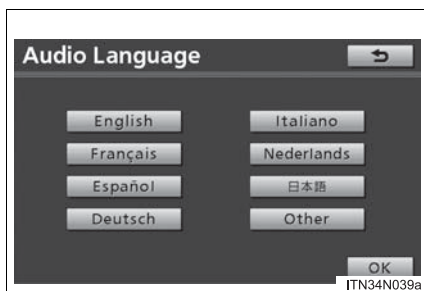 Audio Language
English
Italiano
Français
Nederlands
Español
日本語
Deutsch
Other
OK
ITN34N039a